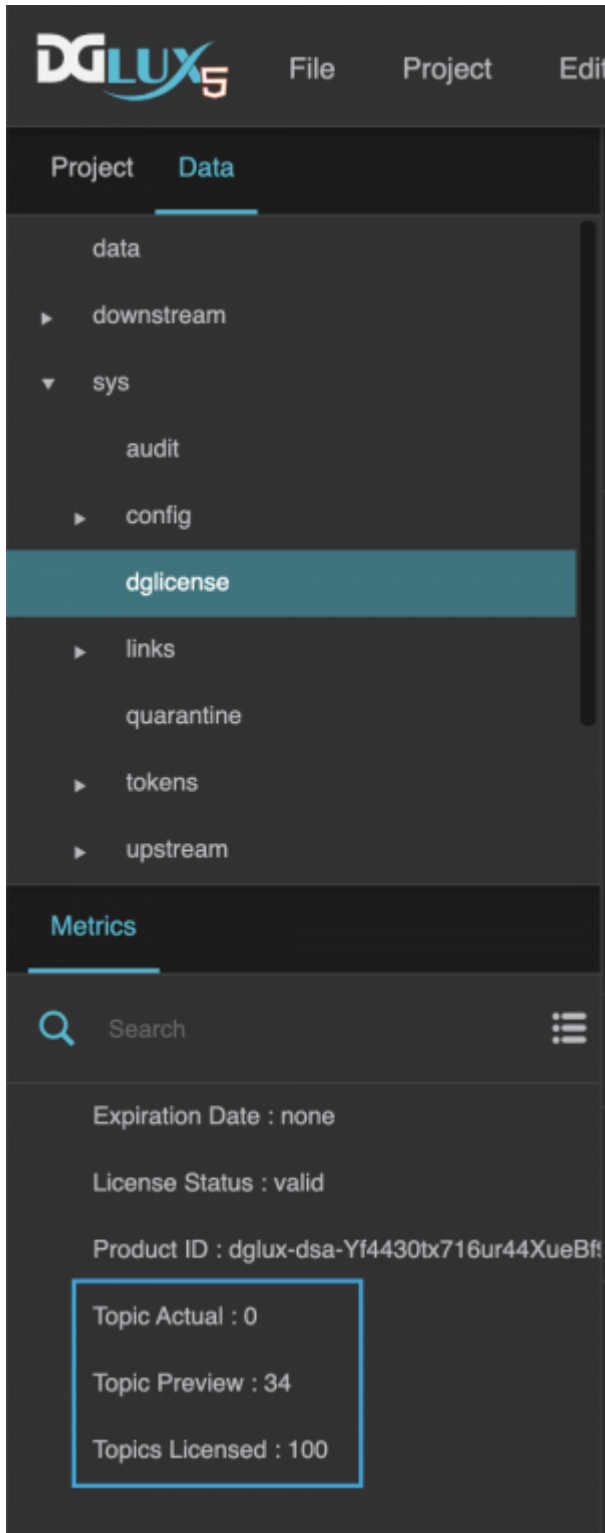 DGLUX5 File Project Edit
Project Data
data
downstream
sys
audit
config
dglicense
links
quarantine
tokens
upstream
Metrics
Search
Expiration Date : none
License Status : valid
Product ID : dglux-dsa-Yf4430tx716ur44XueBf
Topic Actual : 0
Topic Preview : 34
Topics Licensed : 100